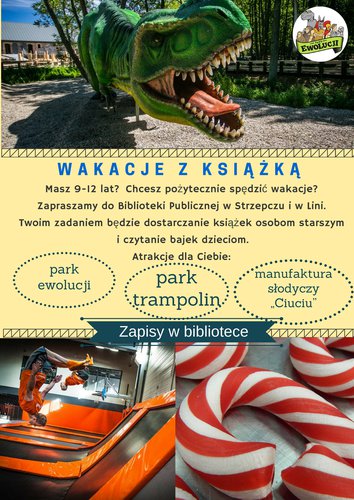 EWOLUCJI
WAKACJE Z KSIĄŻKĄ
Masz 9-12 lat? Chcesz pożytecznie spędzić wakacje?
Zapraszamy do Biblioteki Publicznej w Strzepczu i w Lini.
Twoim zadaniem będzie dostarczanie książek osobom starszym
i czytanie bajek dzieciom.
Atrakcje dla Ciebie:
park
ewolucji
park
trampolin
manufaktura
słodyczy
„Ciuciu”
Zapisy w bibliotece